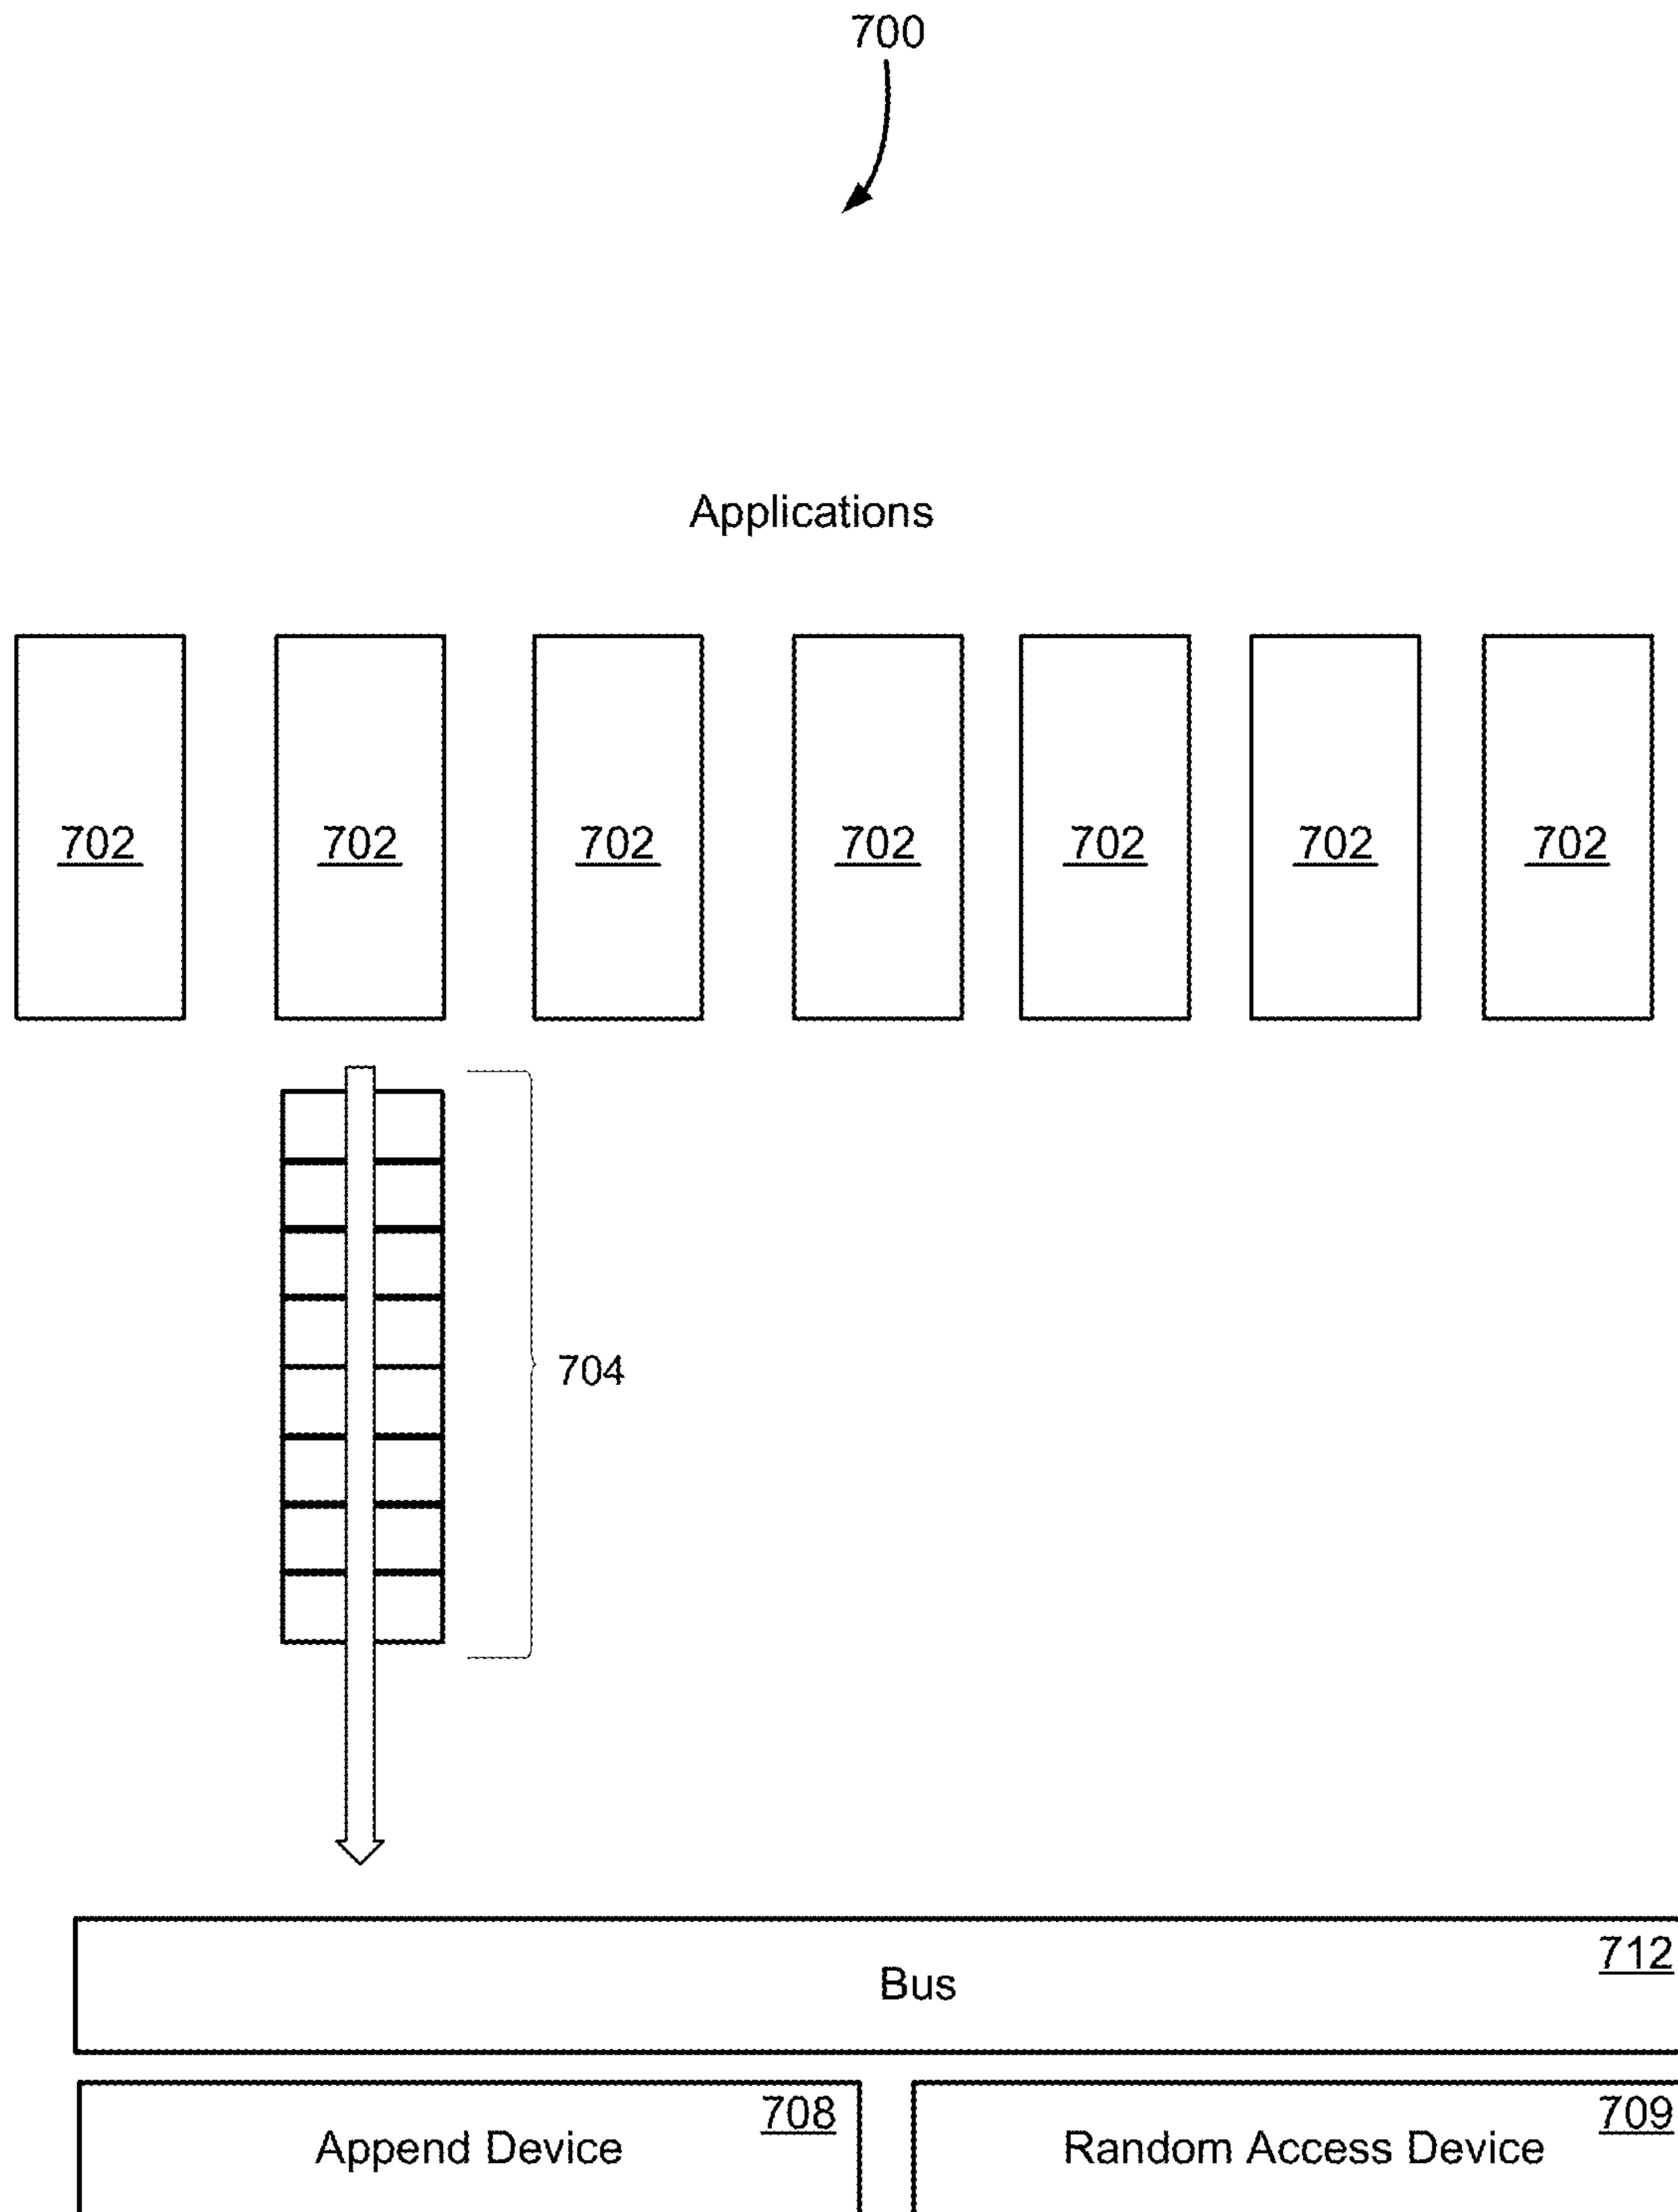 700
Applications
702 702 702 702 702 702 702
704
712
Bus
708 709
Append Device Random Access Device